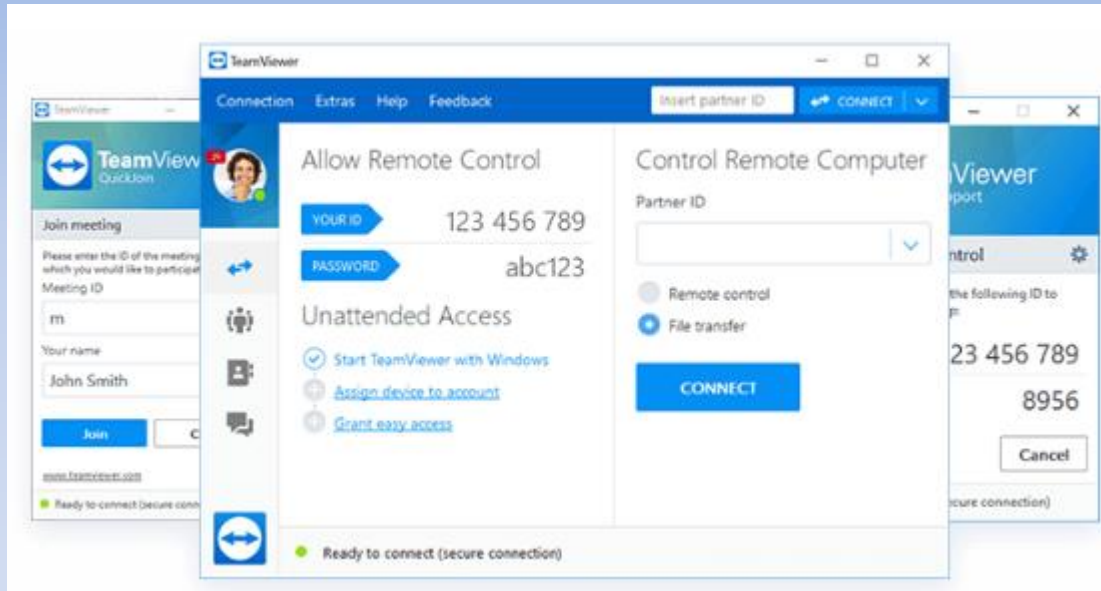 TeamViewer
TeamView
QuickJoin
Join meeting
Please enter the ID of the meeting
which you would like to participat
Meeting ID
m
Your name
John Smith
Join
C
www.teamviewer.com
Ready to connect (secure conn
TeamViewer
Connection Extras Help Feedback
Insert partner ID
CONNECT
Allow Remote Control
YOUR ID 123 456 789
PASSWORD abc123
Unattended Access
Start TeamViewer with Windows
Assign device to account
Grant easy access
Control Remote Computer
Partner ID
Remote control
File transfer
CONNECT
Ready to connect (secure connection)
Viewer
pport
ntrol
the following ID to
23 456 789
8956
Cancel
ecure connection)